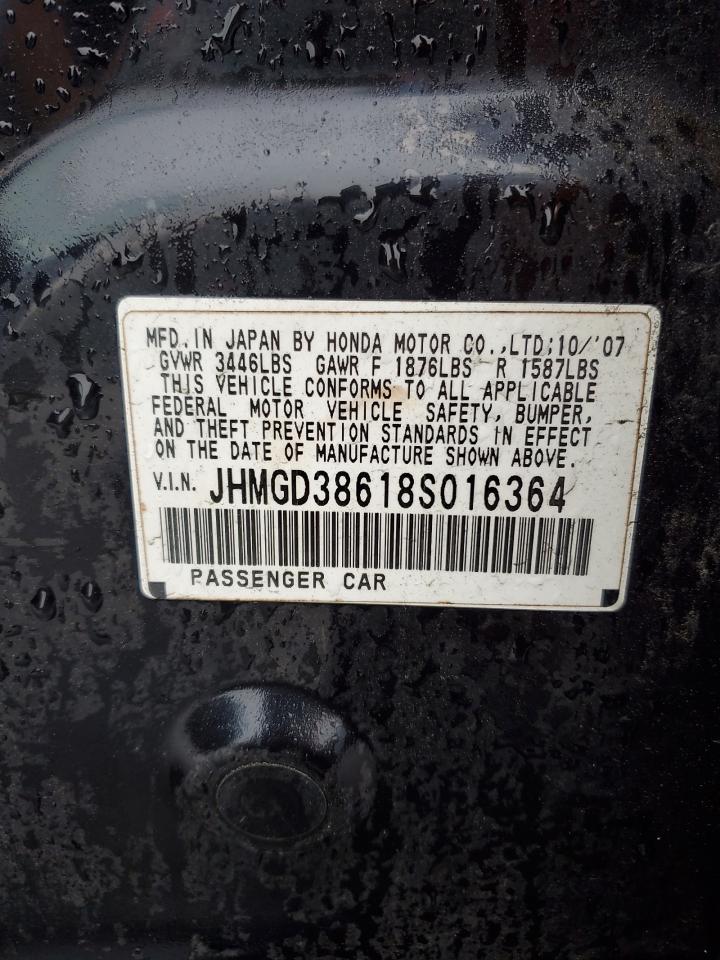 MFD.IN JAPAN BY HONDA MOTOR CO.,LTD;10/'07
GVWR 3446LBS GAWR F 1876LBS R 1587LBS
THIS VEHICLE CONFORMS TO ALL APPLICABLE
FEDERAL MOTOR VEHICLE SAFETY, BUMPER,
AND THEFT PREVENTION STANDARDS IN EFFECT
ON THE DATE OF MANUFACTURE SHOWN ABOVE.
V.I.N. JHMGD38618S016364
PASSENGER CAR